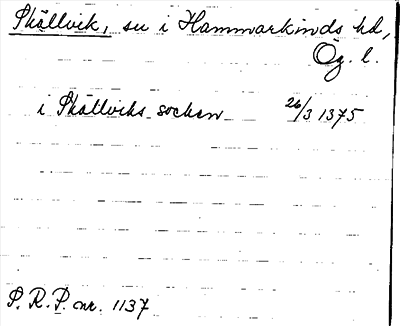 Skällvik, sn i Hammarkinds hd,
Ög. l.
i Skällviks socken 26/3 1375
S. R. P. nr. 1137